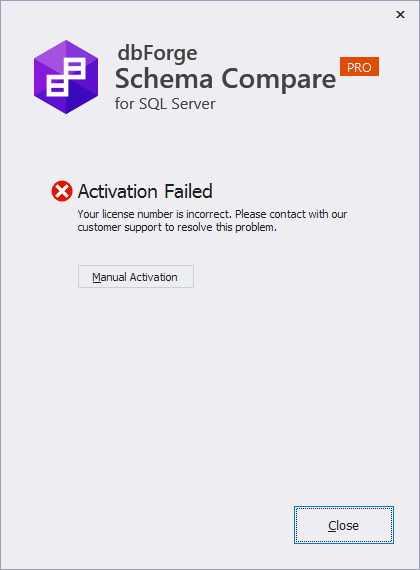 dbForge
Schema Compare PRO
for SQL Server
Activation Failed
Your license number is incorrect. Please contact with our
customer support to resolve this problem.
Manual Activation
Close